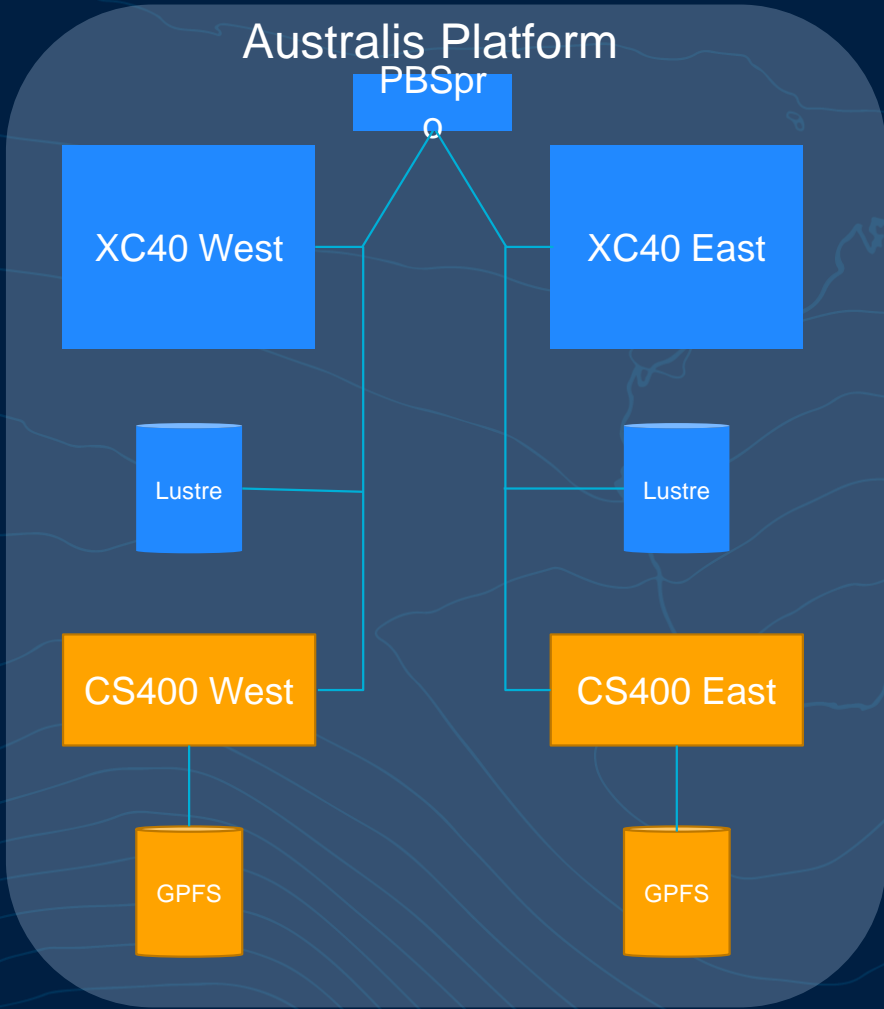 Australis Platform
PBSpr
o
XC40 West
XC40 East
Lustre
Lustre
CS400 West
CS400 East
GPFS
GPFS